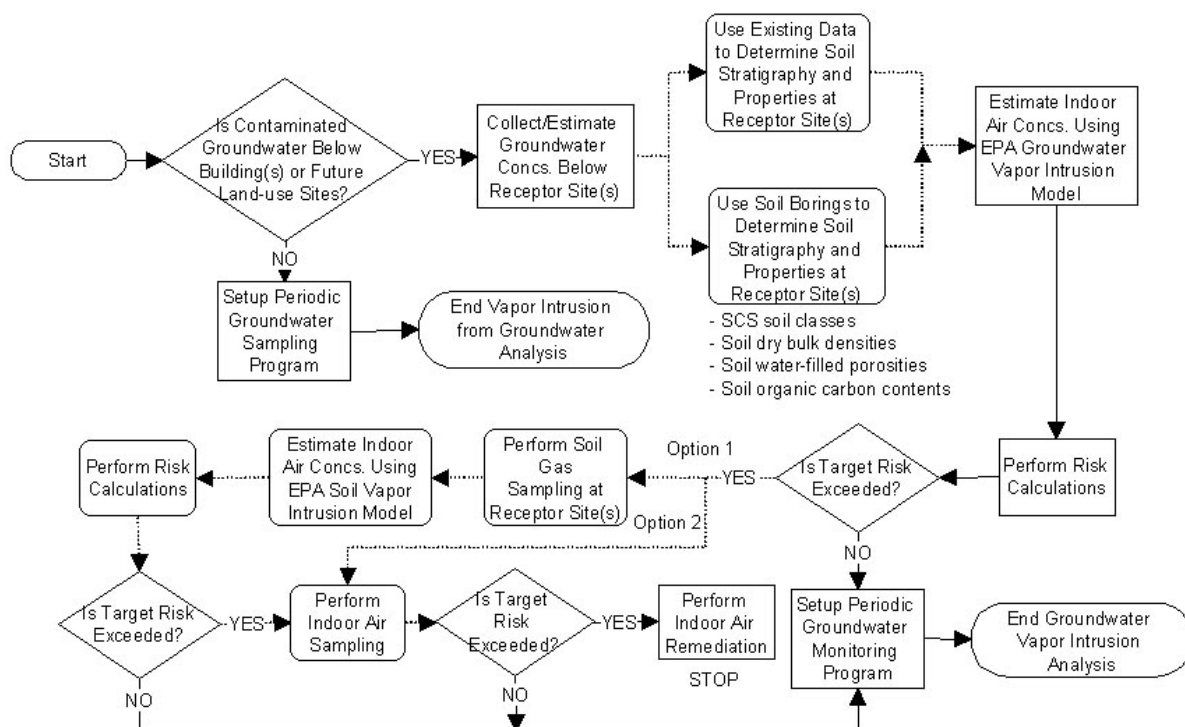 Start
Is Contaminated
Groundwater Below
Building(s) or Future
Land-use Sites?
YES
NO
Collect/Estimate
Groundwater
Concs. Below
Receptor Site(s)
Use Existing Data
to Determine Soil
Stratigraphy and
Properties at
Receptor Site(s)
Use Soil Borings to
Determine Soil
Stratigraphy and
Properties at
Receptor Site(s)
- SCS soil classes
- Soil dry bulk densities
- Soil water-filled porosities
- Soil organic carbon contents
Estimate Indoor
Air Concs. Using
EPA Groundwater
Vapor Intrusion
Model
Setup Periodic
Groundwater
Sampling
Program
End Vapor Intrusion
from Groundwater
Analysis
Perform Risk
Calculations
Is Target Risk
Exceeded?
YES
NO
Option 1
Option 2
Perform Soil
Gas
Sampling at
Receptor Site(s)
Estimate Indoor
Air Concs. Using
EPA Soil Vapor
Intrusion Model
Perform Risk
Calculations
Is Target Risk
Exceeded?
YES
NO
Perform
Indoor Air
Sampling
Is Target
Risk
Exceeded?
YES
NO
Perform
Indoor Air
Remediation
STOP
Setup Periodic
Groundwater
Monitoring
Program
End Groundwater
Vapor Intrusion
Analysis